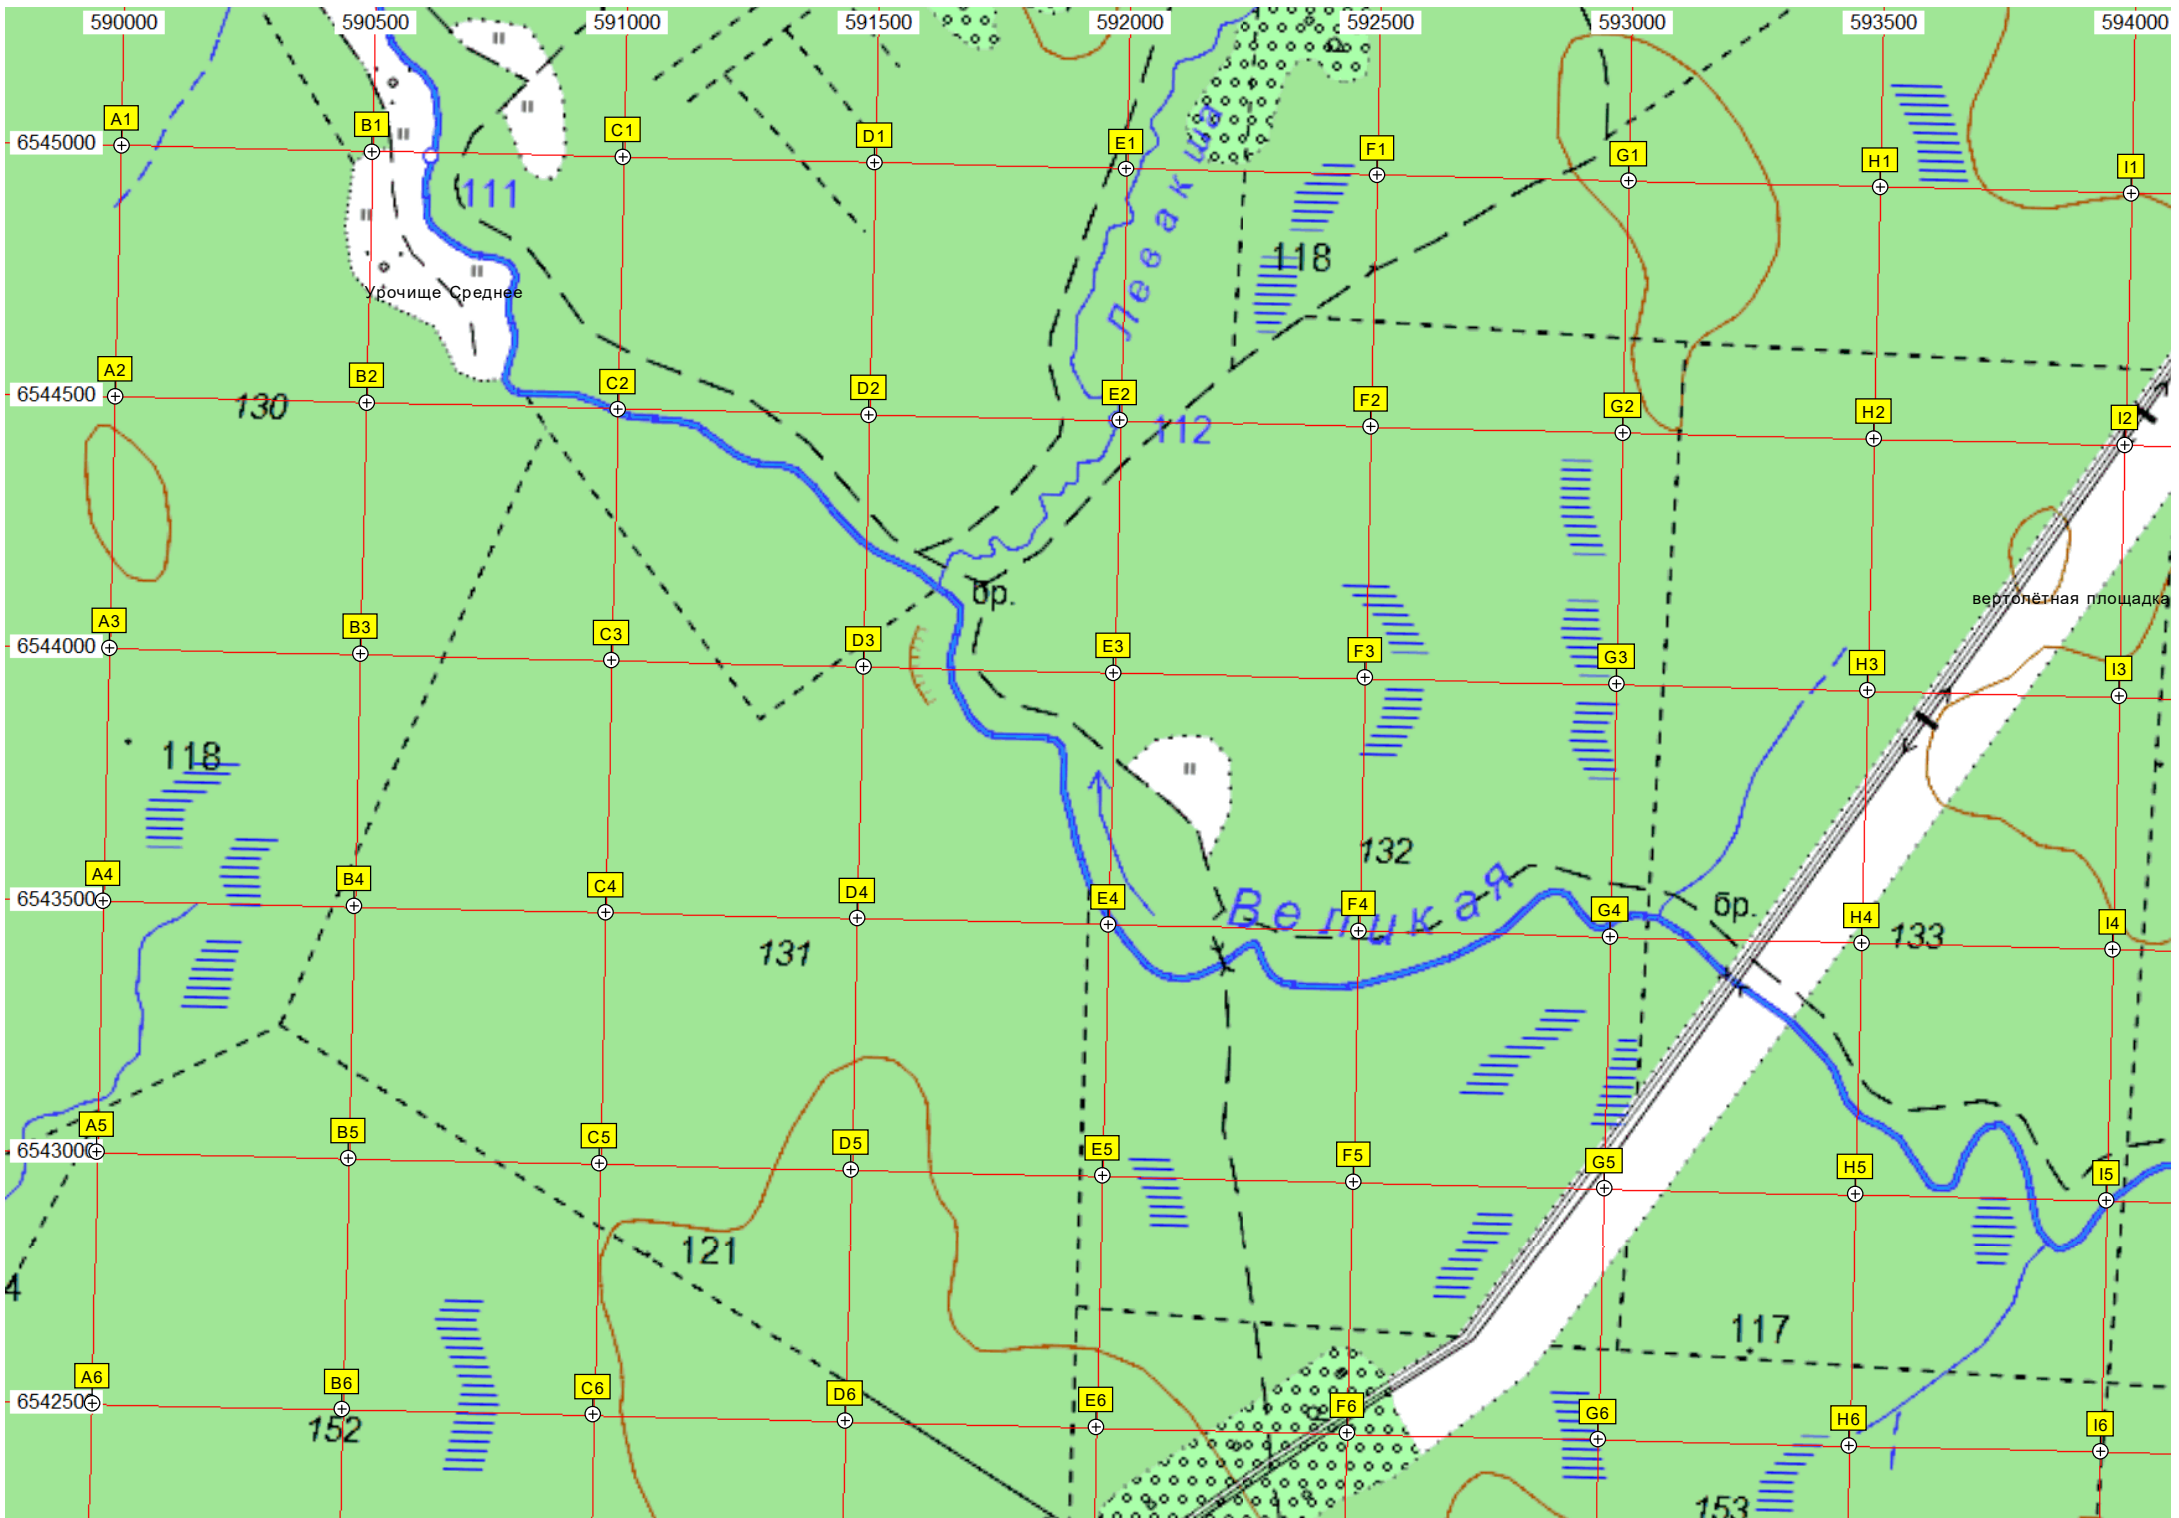 590000 590500 591000 591500 592000 592500 593000 593500 594000
A1 B1 C1 D1 E1 F1 G1 H1 I1
6545000
111
Левакша
118
Урочище Среднее
A2 B2 C2 D2 E2 F2 G2 H2 I2
6544500
130
112
бр.
вертолётная площадка
A3 B3 C3 D3 E3 F3 G3 H3 I3
6544000
118
132
A4 B4 C4 D4 E4 F4 G4 H4 I4
6543500
Великая
бр.
131
133
A5 B5 C5 D5 E5 F5 G5 H5 I5
6543000
121
4
117
A6 B6 C6 D6 E6 F6 G6 H6 I6
6542500
152
153